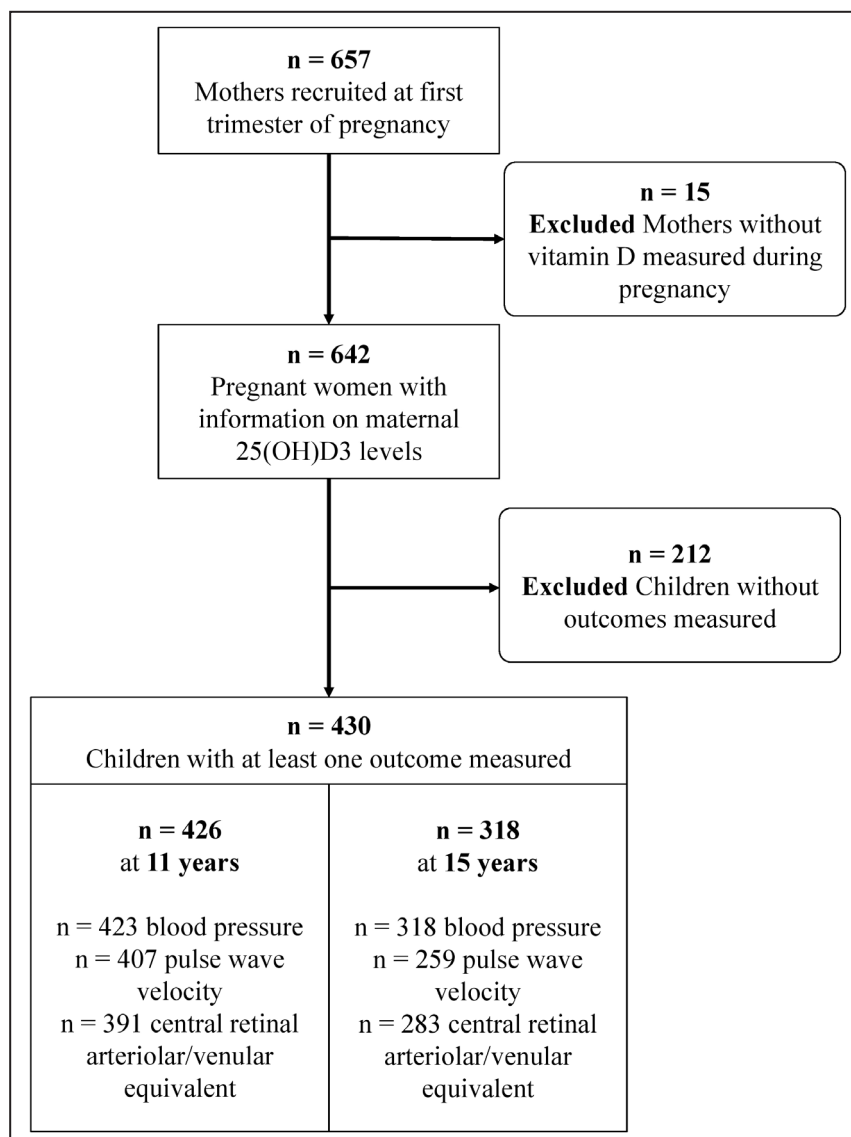 n = 657
Mothers recruited at first
trimester of pregnancy
n = 15
Excluded Mothers without
vitamin D measured during
pregnancy
n = 642
Pregnant women with
information on maternal
25(OH)D3 levels
n = 212
Excluded Children without
outcomes measured
n = 430
Children with at least one outcome measured
n = 426
at 11 years
n = 423 blood pressure
n = 407 pulse wave
velocity
n = 391 central retinal
arteriolar/venular
equivalent
n = 318
at 15 years
n = 318 blood pressure
n = 259 pulse wave
velocity
n = 283 central retinal
arteriolar/venular
equivalent